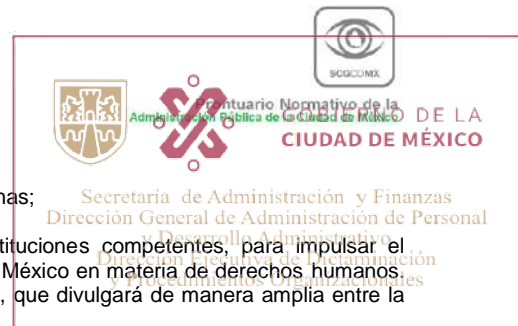 SCGCDMX
Prontuario Normativo de la
Administración Pública de la Ciudad de México
GOBIERNO DE LA
CIUDAD DE MÉXICO
nas;
Secretaría de Administración y Finanzas
Dirección General de Administración de Personal
y Desarrollo Administrativo
tituciones competentes, para impulsar el
Dirección Ejecutiva de Dictaminación
México en materia de derechos humanos.
y Procedimientos Organizacionales
, que divulgará de manera amplia entre la